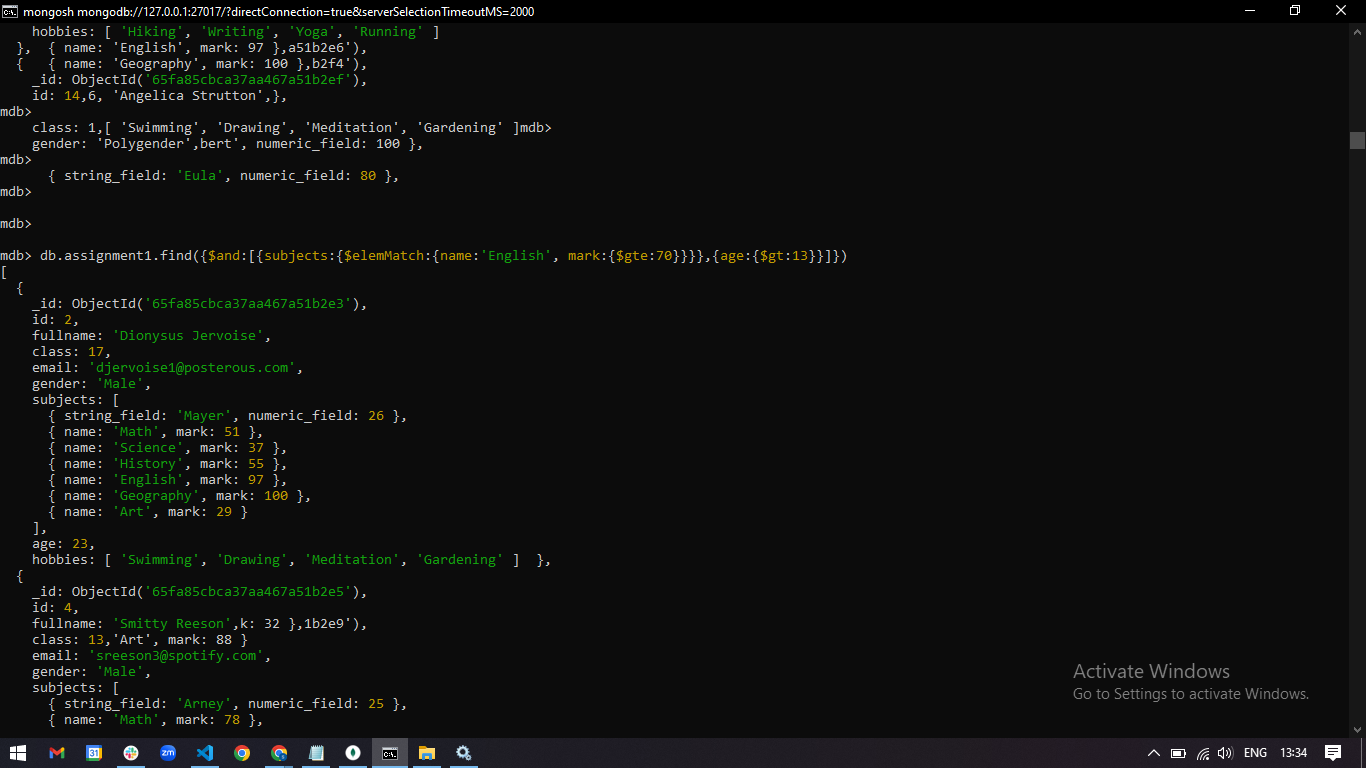 mongosh mongodb://127.0.0.1:27017/?directConnection=true&serverSelectionTimeoutMS=2000
    hobbies: [ 'Hiking', 'Writing', 'Yoga', 'Running' ]
  },  { name: 'English', mark: 97 },a51b2e6'),
  {   { name: 'Geography', mark: 100 },b2f4'),
    _id: ObjectId('65fa85cbca37aa467a51b2ef'),
    id: 14,6, 'Angelica Strutton',},
mdb>
    class: 1,[ 'Swimming', 'Drawing', 'Meditation', 'Gardening' ]mdb>
    gender: 'Polygender',bert', numeric_field: 100 },
mdb>
      { string_field: 'Eula', numeric_field: 80 },
mdb>
mdb>
mdb> db.assignment1.find({$and:[{subjects:{$elemMatch:{name:'English', mark:{$gte:70}}}},{age:{$gt:13}}]})
[
  {
    _id: ObjectId('65fa85cbca37aa467a51b2e3'),
    id: 2,
    fullname: 'Dionysus Jervoise',
    class: 17,
    email: 'djervoise1@posterous.com',
    gender: 'Male',
    subjects: [
      { string_field: 'Mayer', numeric_field: 26 },
      { name: 'Math', mark: 51 },
      { name: 'Science', mark: 37 },
      { name: 'History', mark: 55 },
      { name: 'English', mark: 97 },
      { name: 'Geography', mark: 100 },
      { name: 'Art', mark: 29 }
    ],
    age: 23,
    hobbies: [ 'Swimming', 'Drawing', 'Meditation', 'Gardening' ]  },
  {
    _id: ObjectId('65fa85cbca37aa467a51b2e5'),
    id: 4,
    fullname: 'Smitty Reeson',k: 32 },1b2e9'),
    class: 13,'Art', mark: 88 }
    email: 'sreeson3@spotify.com',
    gender: 'Male',
    subjects: [
      { string_field: 'Arney', numeric_field: 25 },
      { name: 'Math', mark: 78 },
Activate Windows
Go to Settings to activate Windows.
31
zm
ENG
13:34